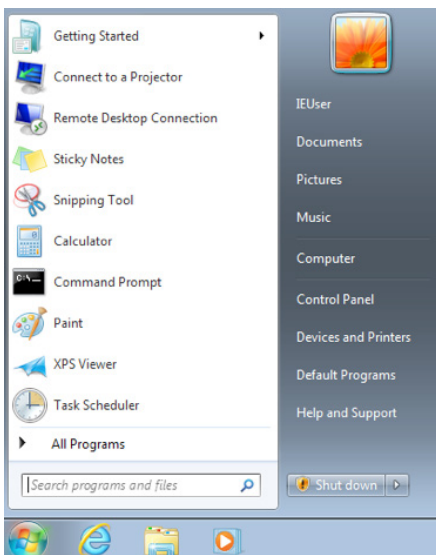 Getting Started
Connect to a Projector
Remote Desktop Connection
Sticky Notes
Snipping Tool
Calculator
Command Prompt
Paint
XPS Viewer
Task Scheduler
All Programs
Search programs and files
IEUser
Documents
Pictures
Music
Computer
Control Panel
Devices and Printers
Default Programs
Help and Support
Shut down